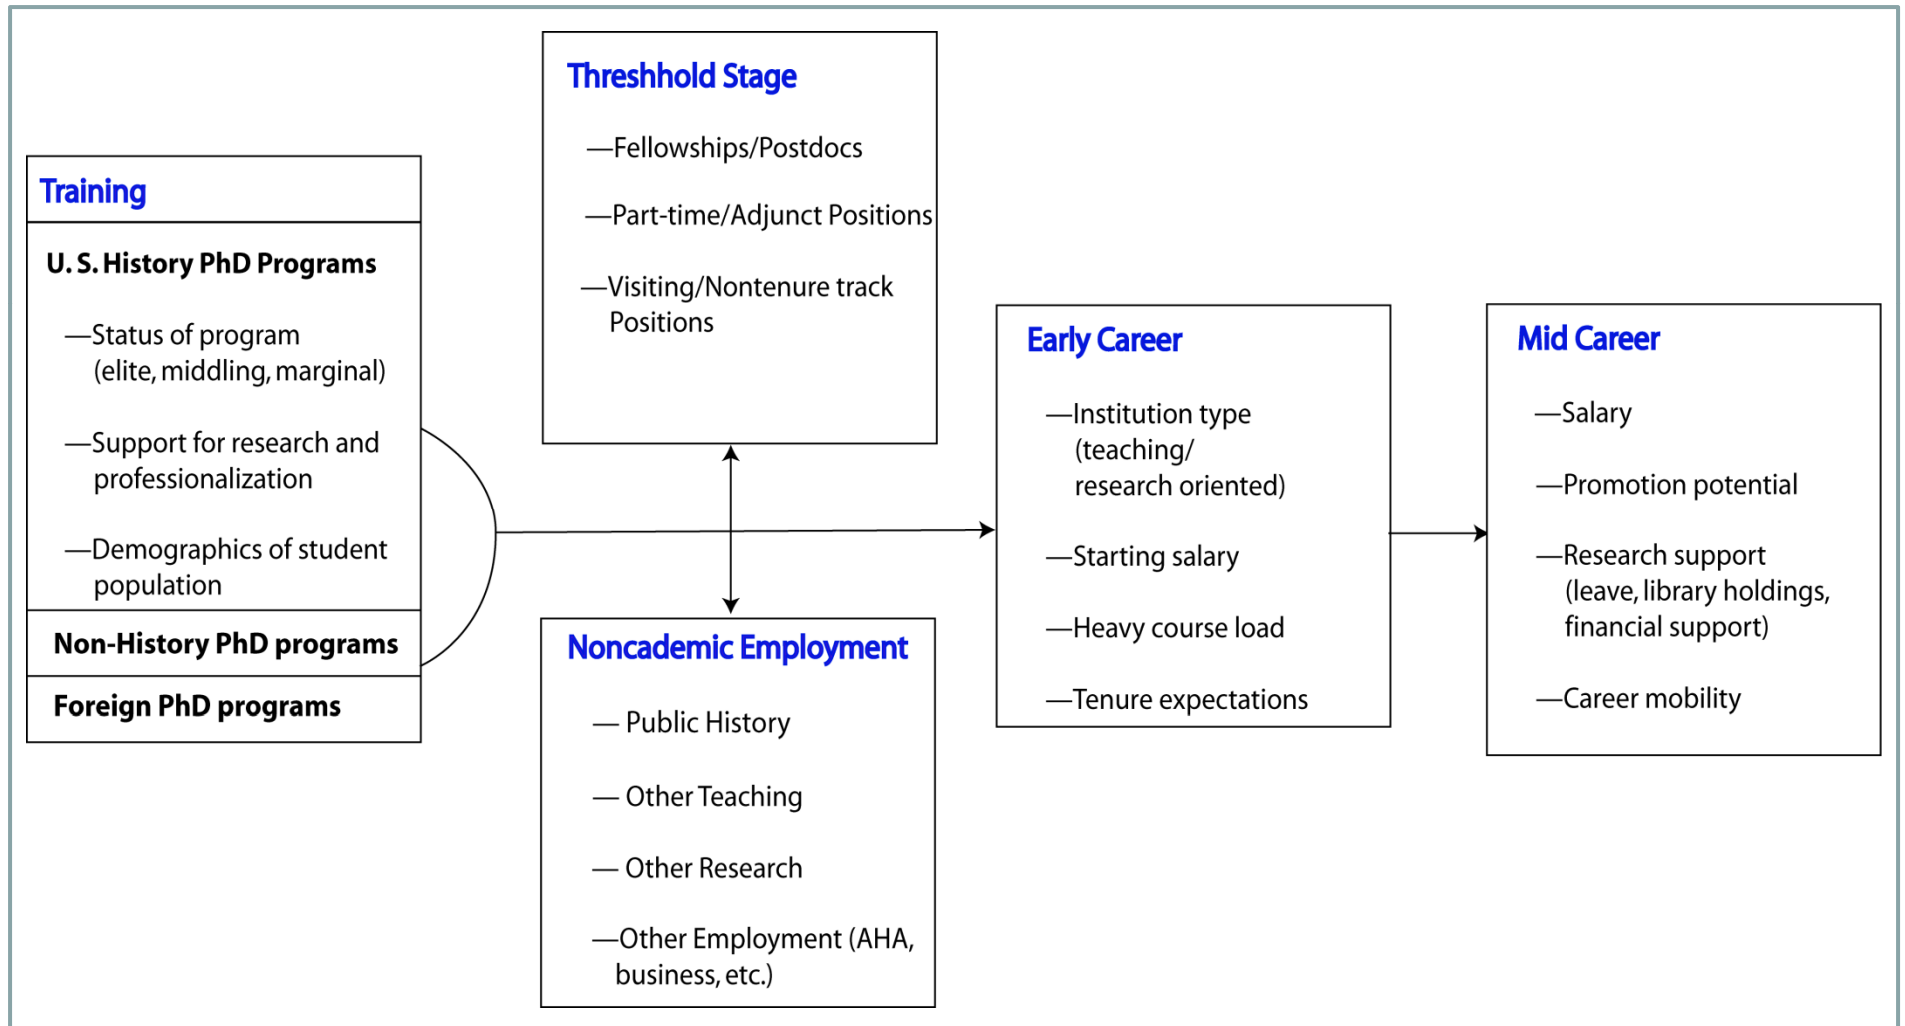 Training
U. S. History PhD Programs
—Status of program
(elite, middling, marginal)
—Support for research and
professionalization
—Demographics of student
population
Non-History PhD programs
Foreign PhD programs
Threshhold Stage
—Fellowships/Postdocs
—Part-time/Adjunct Positions
—Visiting/Nontenure track
Positions
Noncademic Employment
— Public History
— Other Teaching
— Other Research
—Other Employment (AHA,
business, etc.)
Early Career
—Institution type
(teaching/
research oriented)
—Starting salary
—Heavy course load
—Tenure expectations
Mid Career
—Salary
—Promotion potential
—Research support
(leave, library holdings,
financial support)
—Career mobility